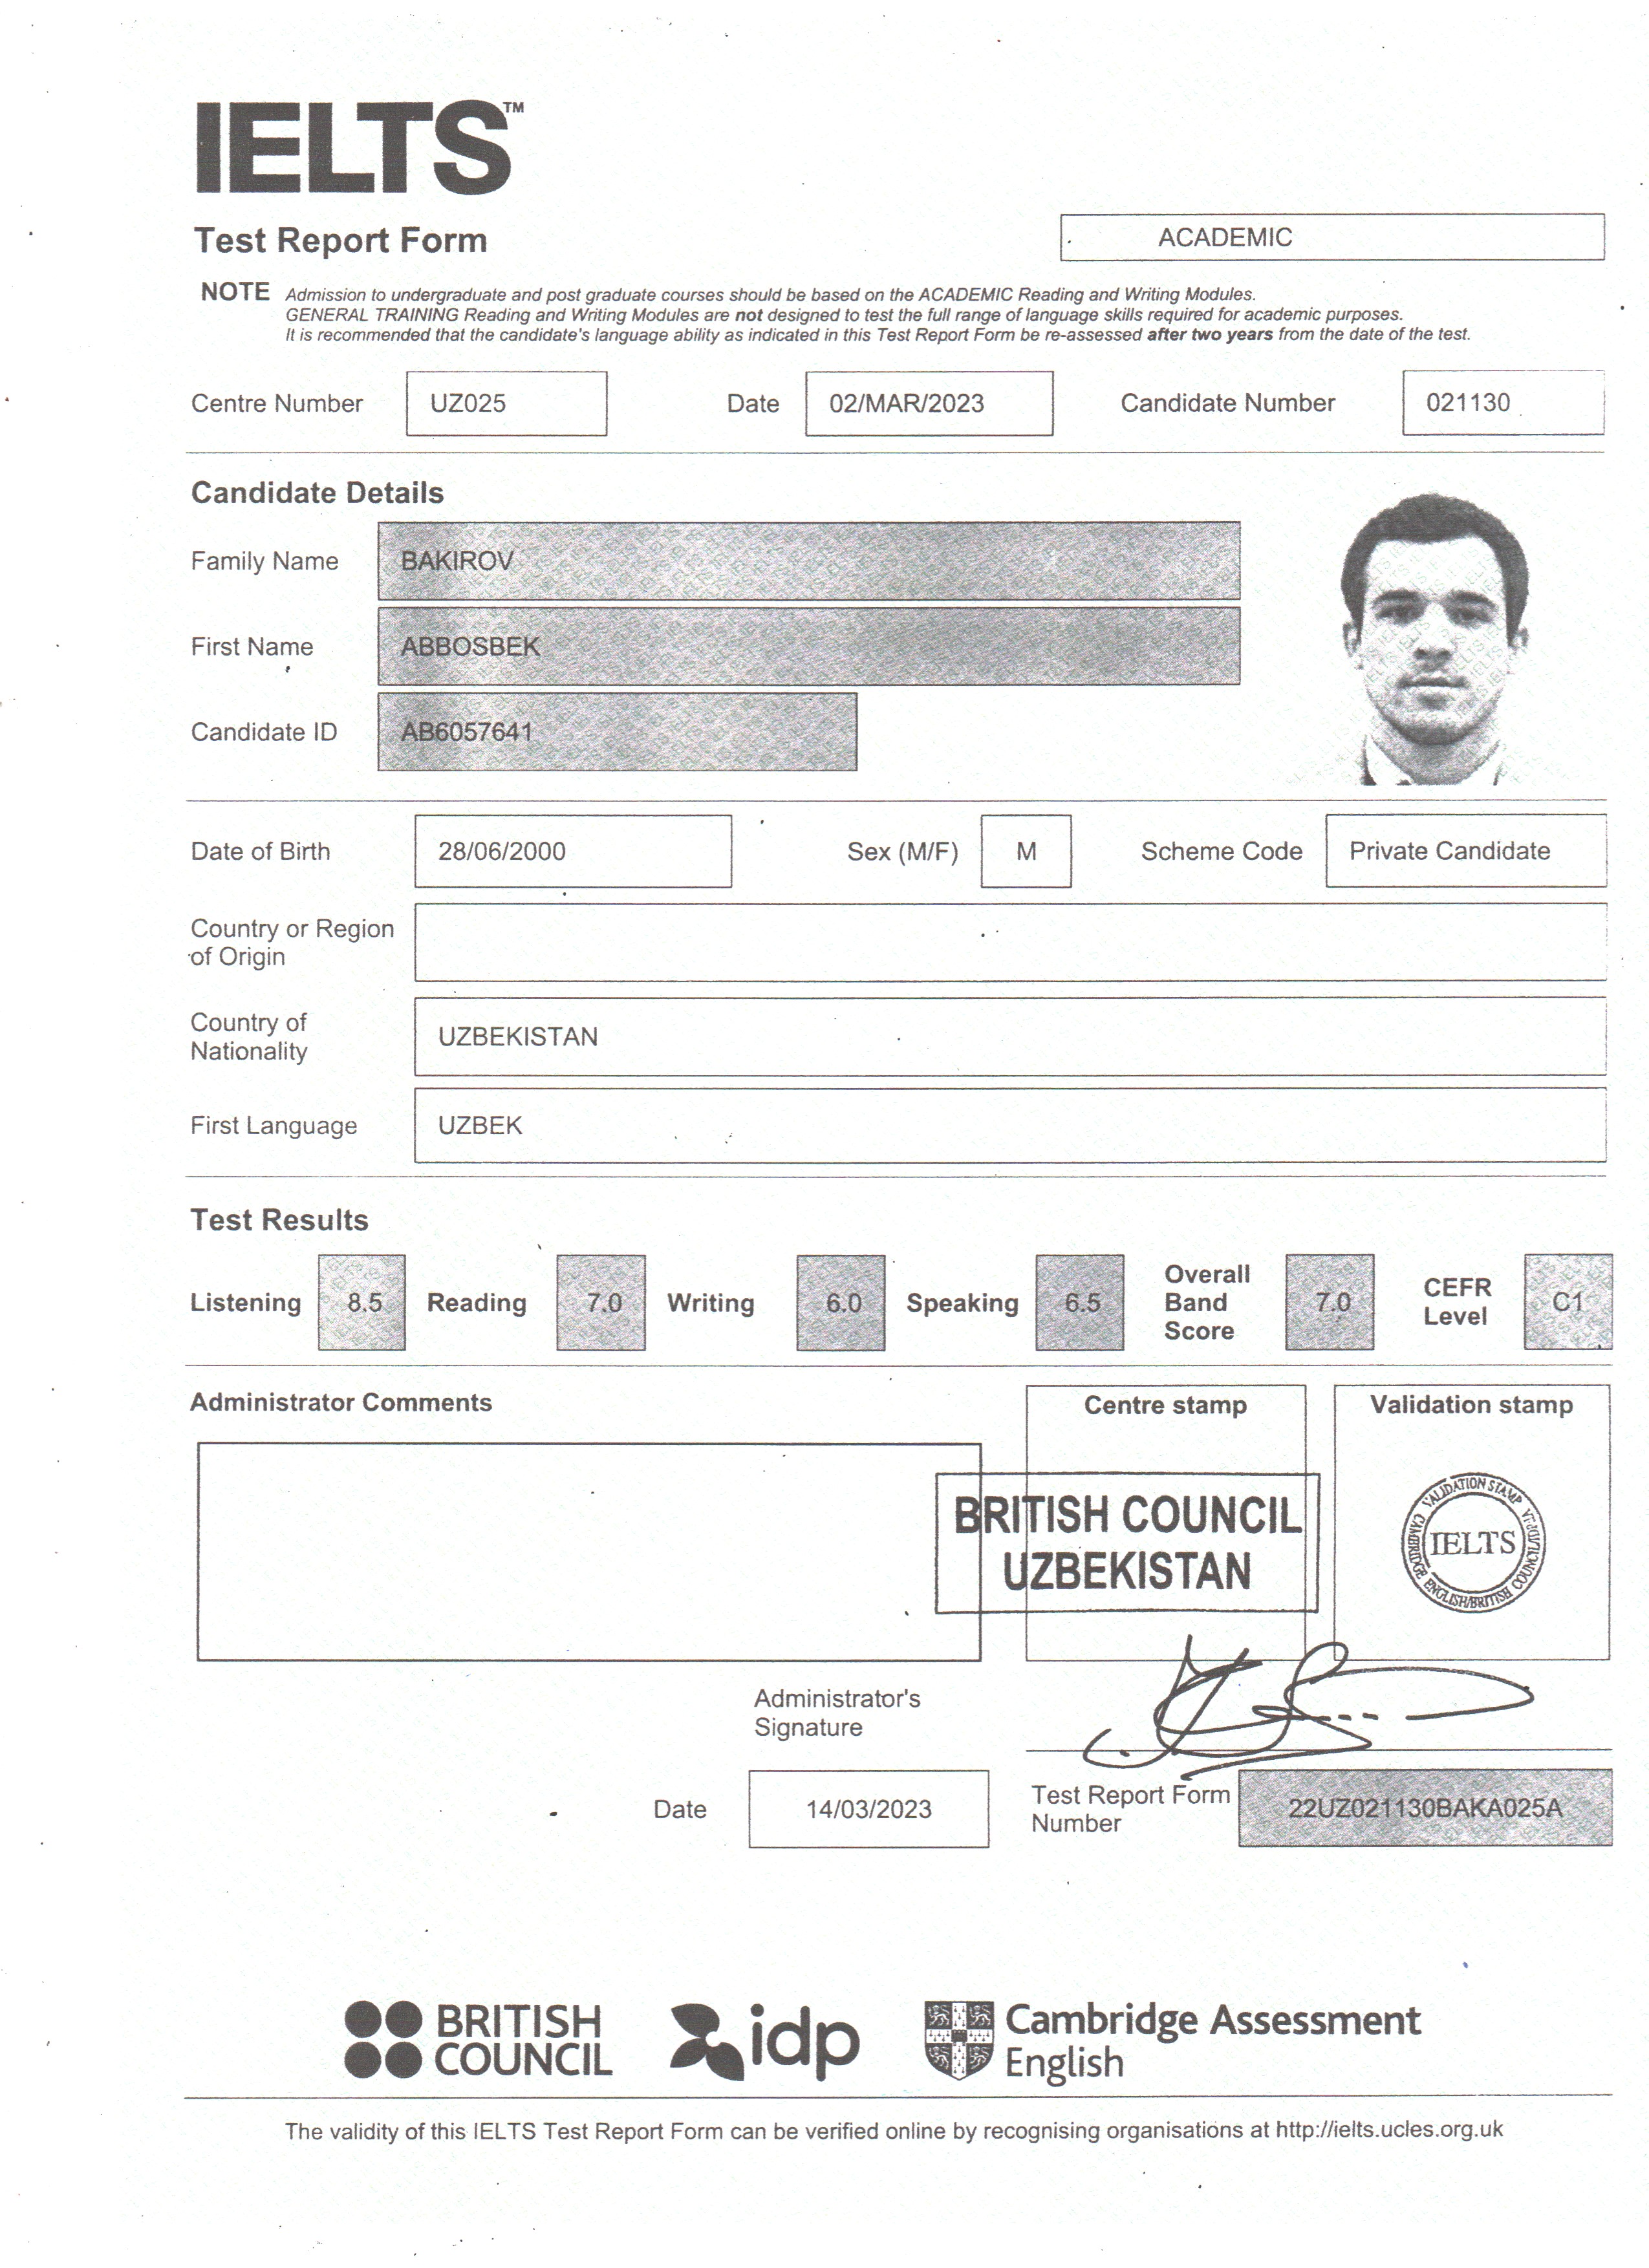 IELTS™
Test Report Form
ACADEMIC
NOTE Admission to undergraduate and post graduate courses should be based on the ACADEMIC Reading and Writing Modules.
GENERAL TRAINING Reading and Writing Modules are not designed to test the full range of language skills required for academic purposes.
It is recommended that the candidate's language ability as indicated in this Test Report Form be re-assessed after two years from the date of the test.
Centre Number UZ025 Date 02/MAR/2023 Candidate Number 021130
Candidate Details
Family Name BAKIROV
First Name ABBOSBEK
Candidate ID AB6057641
Date of Birth 28/06/2000 Sex (M/F) M Scheme Code Private Candidate
Country or Region
of Origin
Country of
Nationality
UZBEKISTAN
First Language UZBEK
Test Results
Listening 8.5 Reading 7.0 Writing 6.0 Speaking 6.5 Overall Band Score 7.0 CEFR Level C1
Administrator Comments
Centre stamp
Validation stamp
BRITISH COUNCIL
UZBEKISTAN
VALIDATION STAMP
CAMBRIDGE ENGLISH/BRITISH COUNCIL/IDP:IA
IELTS
Administrator's
Signature
Date 14/03/2023
Test Report Form
Number
22UZ021130BAKA025A
BRITISH
COUNCIL
idp
Cambridge Assessment
English
The validity of this IELTS Test Report Form can be verified online by recognising organisations at http://ielts.ucles.org.uk